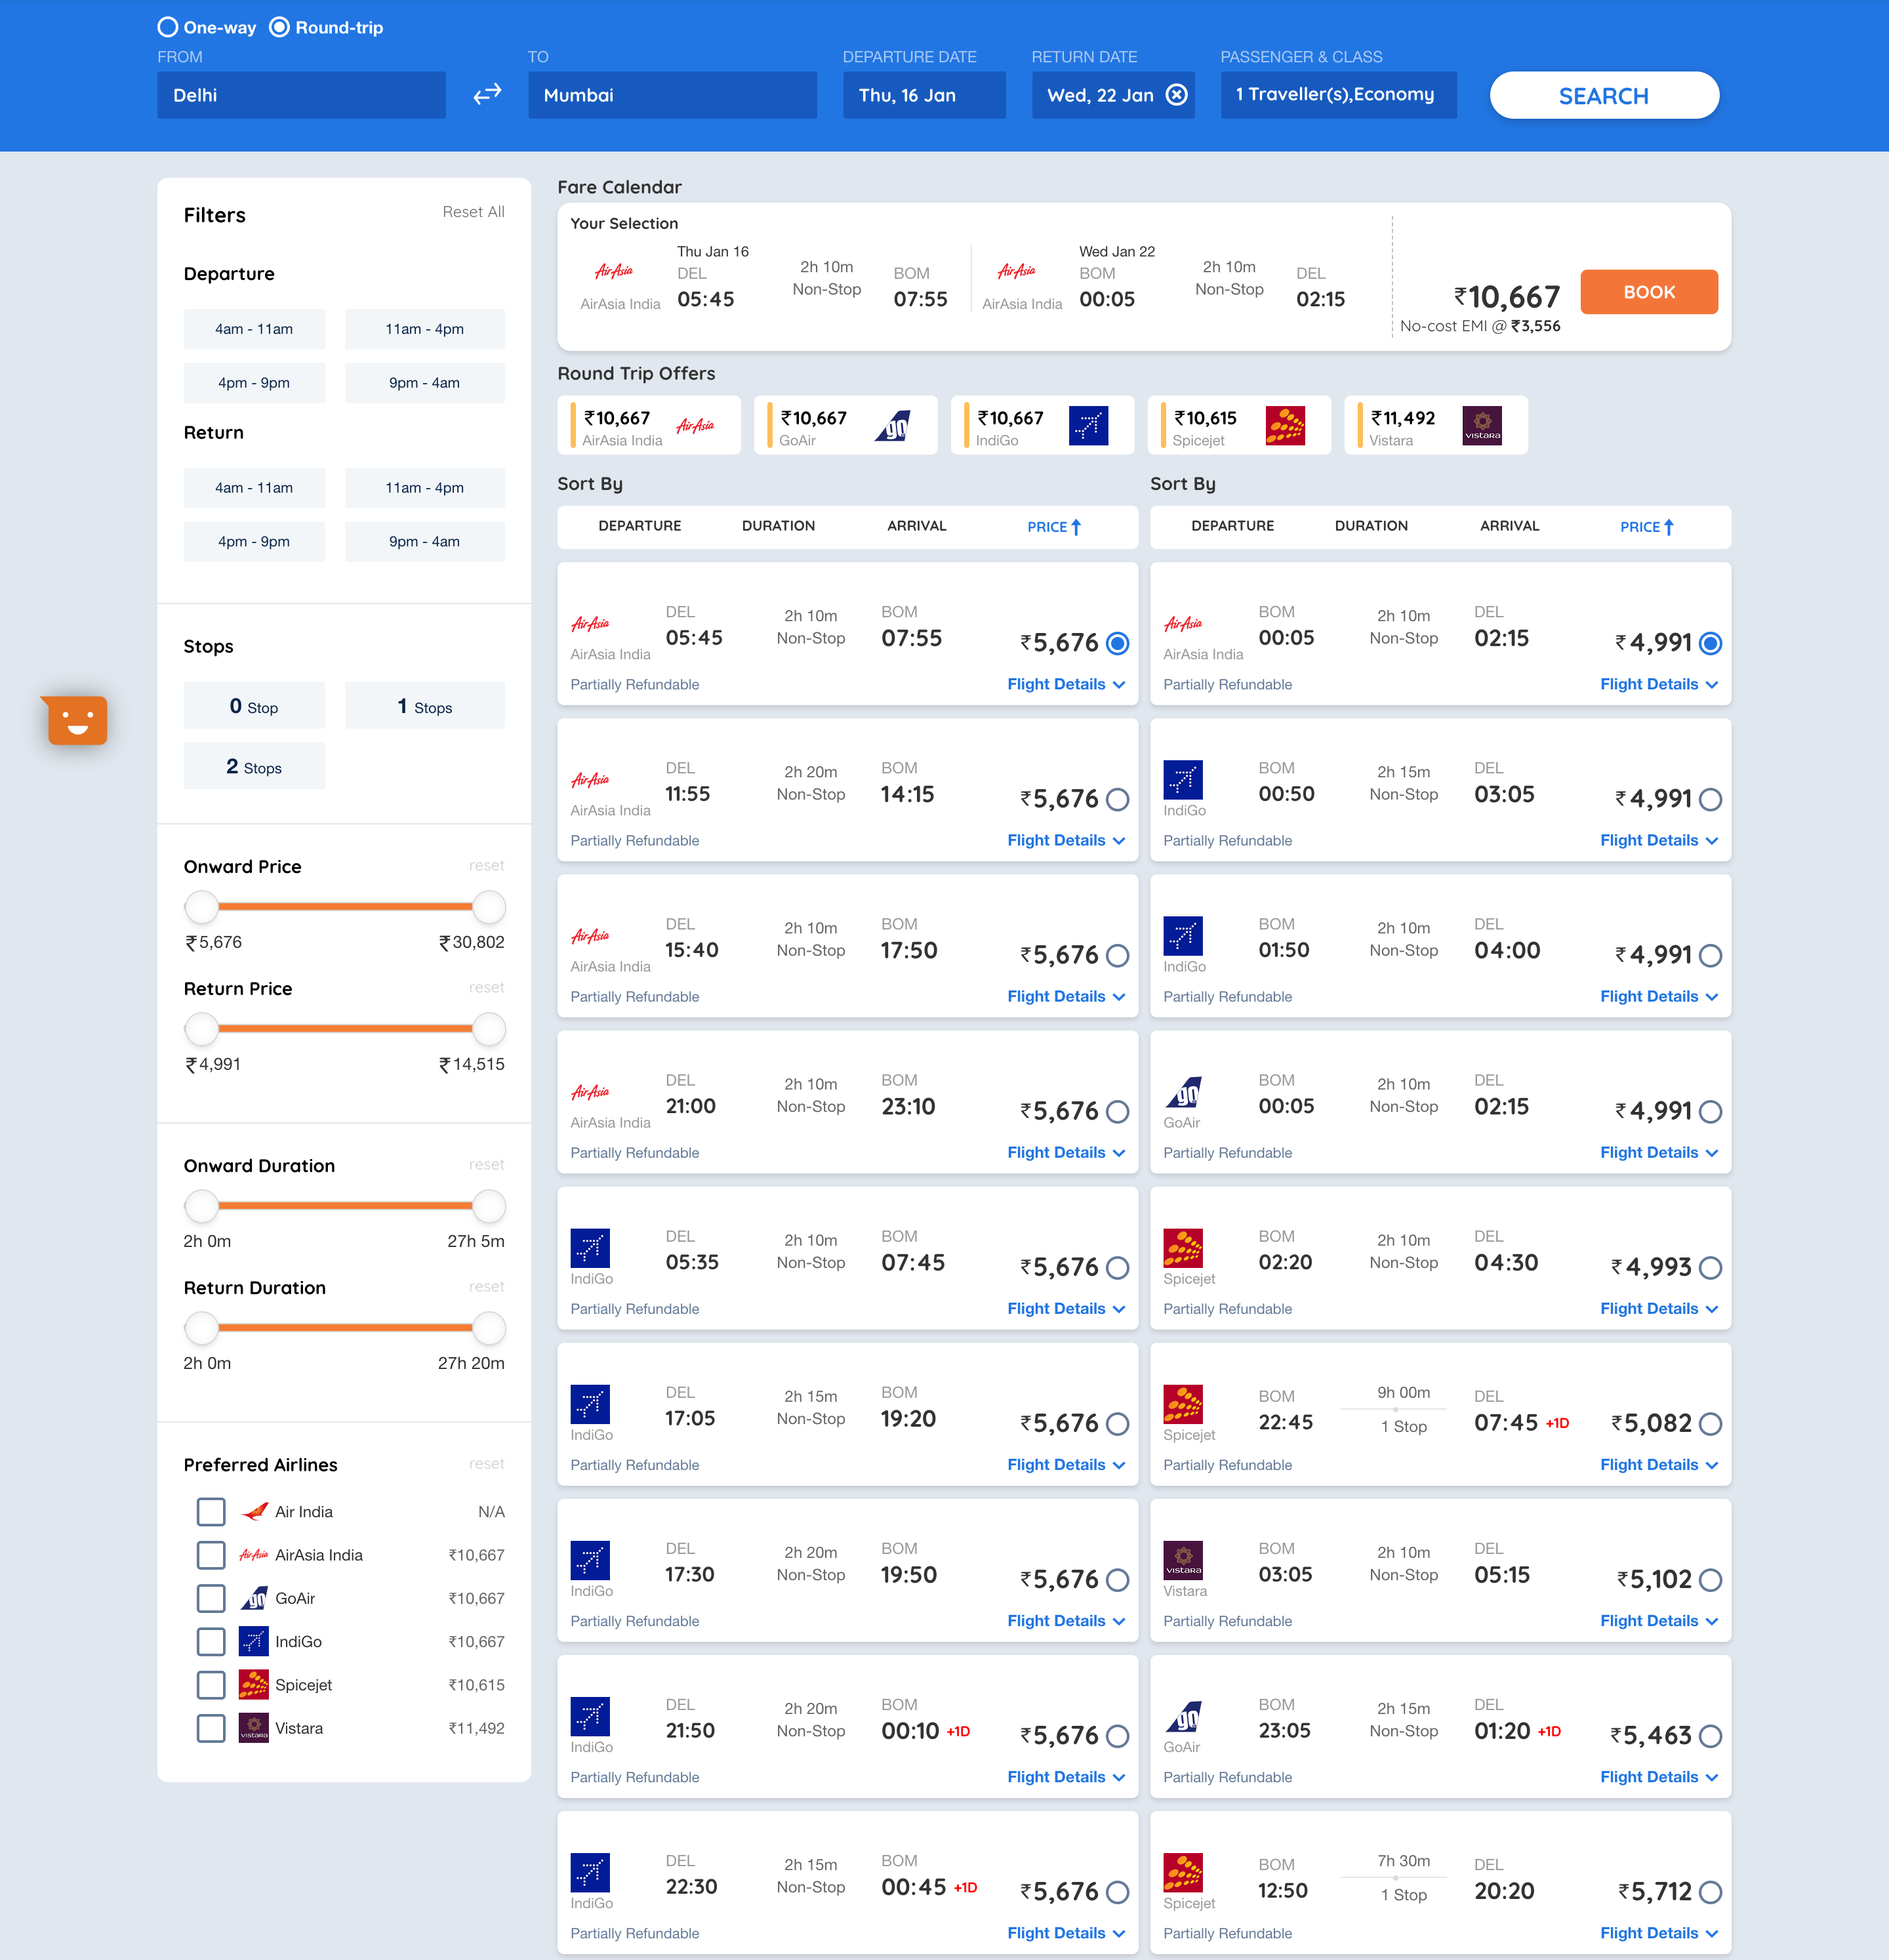 One-way Round-trip
FROM TO DEPARTURE DATE RETURN DATE PASSENGER & CLASS
Delhi Mumbai Thu, 16 Jan Wed, 22 Jan 1 Traveller(s),Economy SEARCH
Filters Reset All
Departure
4am - 11am 11am - 4pm
4pm - 9pm 9pm - 4am
Return
4am - 11am 11am - 4pm
4pm - 9pm 9pm - 4am
Stops
0 Stop 1 Stops
2 Stops
Onward Price reset
₹5,676 ₹30,802
Return Price reset
₹4,991 ₹14,515
Onward Duration reset
2h 0m 27h 5m
Return Duration reset
2h 0m 27h 20m
Preferred Airlines reset
Air India N/A
AirAsia AirAsia India ₹10,667
go GoAir ₹10,667
IndiGo ₹10,667
Spicejet ₹10,615
VISTARA Vistara ₹11,492
Fare Calendar
Your Selection
Thu Jan 16 Wed Jan 22
AirAsia DEL 2h 10m BOM AirAsia BOM 2h 10m DEL
AirAsia India 05:45 Non-Stop 07:55 AirAsia India 00:05 Non-Stop 02:15
₹10,667 BOOK
No-cost EMI @ ₹3,556
Round Trip Offers
₹10,667 AirAsia ₹10,667 go ₹10,667 ₹10,615 ₹11,492 VISTARA
AirAsia India GoAir IndiGo Spicejet Vistara
Sort By
DEPARTURE DURATION ARRIVAL PRICE
DEL 2h 10m BOM
AirAsia 05:45 Non-Stop 07:55 ₹5,676
AirAsia India
Partially Refundable Flight Details
DEL 2h 20m BOM
AirAsia 11:55 Non-Stop 14:15 ₹5,676
AirAsia India
Partially Refundable Flight Details
DEL 2h 10m BOM
AirAsia 15:40 Non-Stop 17:50 ₹5,676
AirAsia India
Partially Refundable Flight Details
DEL 2h 10m BOM
AirAsia 21:00 Non-Stop 23:10 ₹5,676
AirAsia India
Partially Refundable Flight Details
DEL 2h 10m BOM
05:35 Non-Stop 07:45 ₹5,676
IndiGo
Partially Refundable Flight Details
DEL 2h 15m BOM
17:05 Non-Stop 19:20 ₹5,676
IndiGo
Partially Refundable Flight Details
DEL 2h 20m BOM
17:30 Non-Stop 19:50 ₹5,676
IndiGo
Partially Refundable Flight Details
DEL 2h 20m BOM
21:50 Non-Stop 00:10 +1D ₹5,676
IndiGo
Partially Refundable Flight Details
DEL 2h 15m BOM
22:30 Non-Stop 00:45 +1D ₹5,676
IndiGo
Partially Refundable Flight Details
Sort By
DEPARTURE DURATION ARRIVAL PRICE
BOM 2h 10m DEL
AirAsia 00:05 Non-Stop 02:15 ₹4,991
AirAsia India
Partially Refundable Flight Details
BOM 2h 15m DEL
00:50 Non-Stop 03:05 ₹4,991
IndiGo
Partially Refundable Flight Details
BOM 2h 10m DEL
01:50 Non-Stop 04:00 ₹4,991
IndiGo
Partially Refundable Flight Details
BOM 2h 10m DEL
go 00:05 Non-Stop 02:15 ₹4,991
GoAir
Partially Refundable Flight Details
BOM 2h 10m DEL
02:20 Non-Stop 04:30 ₹4,993
Spicejet
Partially Refundable Flight Details
BOM 9h 00m DEL
22:45 1 Stop 07:45 +1D ₹5,082
Spicejet
Partially Refundable Flight Details
BOM 2h 10m DEL
VISTARA 03:05 Non-Stop 05:15 ₹5,102
Vistara
Partially Refundable Flight Details
BOM 2h 15m DEL
go 23:05 Non-Stop 01:20 +1D ₹5,463
GoAir
Partially Refundable Flight Details
BOM 7h 30m DEL
12:50 1 Stop 20:20 ₹5,712
Spicejet
Partially Refundable Flight Details